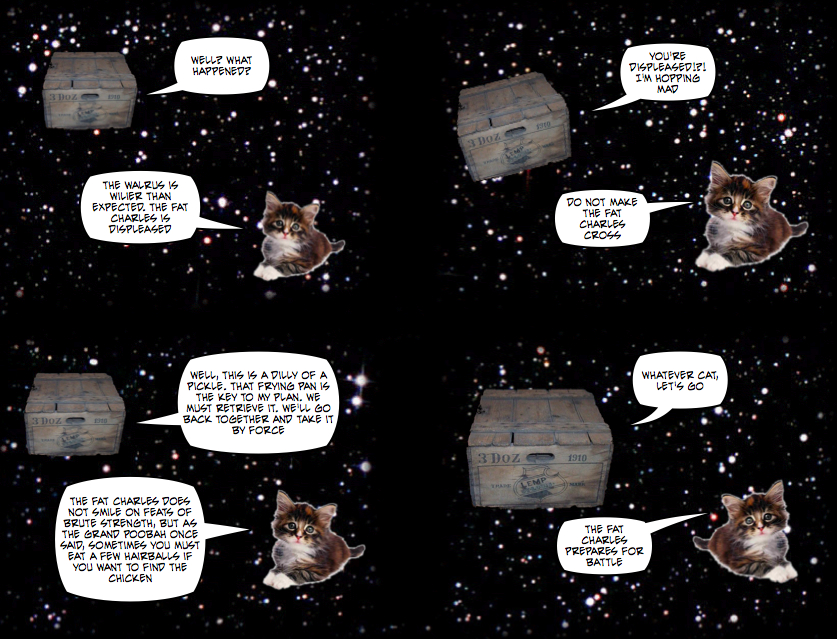 WELL? WHAT
HAPPENED?
3 DOZ 1910
THE WALRUS IS
WILIER THAN
EXPECTED. THE FAT
CHARLES IS
DISPLEASED
YOU'RE
DISPLEASED!?!
I'M HOPPING
MAD
3 DOZ 1910
LEMP
DO NOT MAKE
THE FAT
CHARLES
CROSS
WELL, THIS IS A DILLY OF A
PICKLE. THAT FRYING PAN IS
THE KEY TO MY PLAN. WE
MUST RETRIEVE IT. WE'LL GO
BACK TOGETHER AND TAKE IT
BY FORCE
3 DOZ 1910
THE FAT CHARLES DOES
NOT SMILE ON FEATS OF
BRUTE STRENGTH, BUT AS
THE GRAND POOBAH ONCE
SAID, SOMETIMES YOU MUST
EAT A FEW HAIRBALLS IF
YOU WANT TO FIND THE
CHICKEN
WHATEVER CAT,
LET'S GO
3 DOZ 1910
LEMP
THE FAT
CHARLES
PREPARES FOR
BATTLE